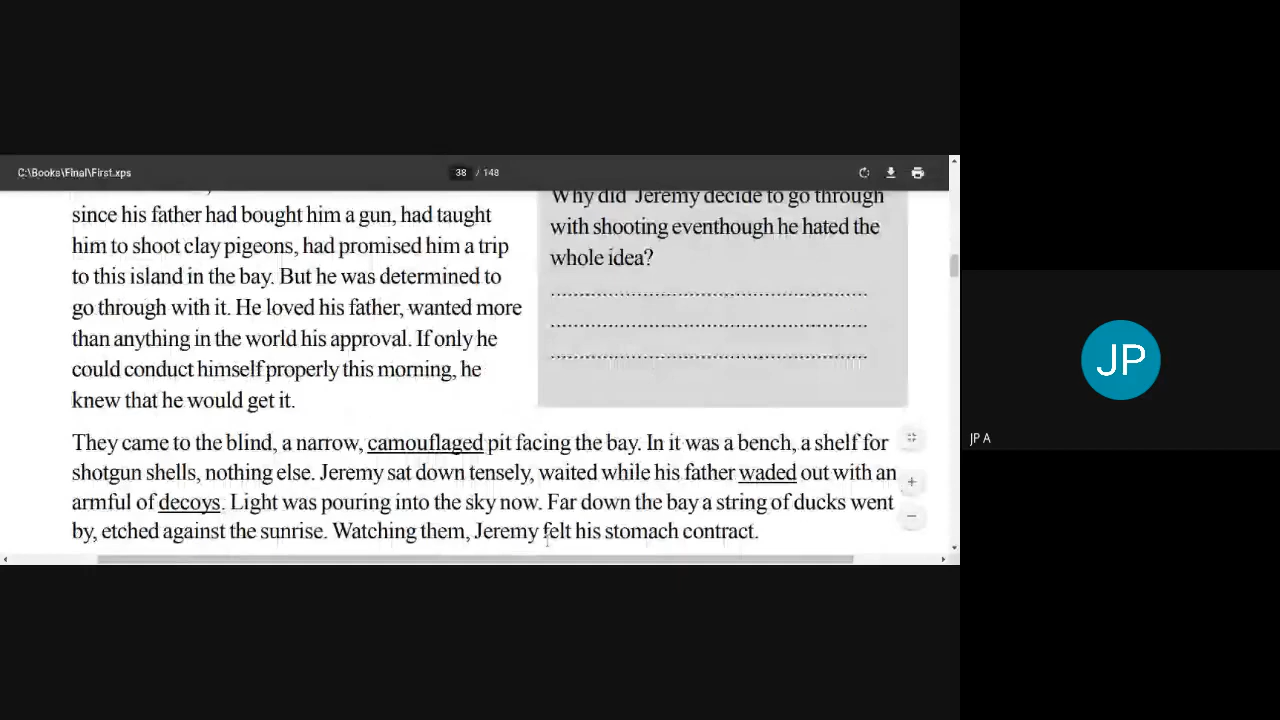 C:\Books\Final\First.xps
38 / 148
since his father had bought him a gun, had taught
him to shoot clay pigeons, had promised him a trip
to this island in the bay. But he was determined to
go through with it. He loved his father, wanted more
than anything in the world his approval. If only he
could conduct himself properly this morning, he
knew that he would get it.
Why did Jeremy decide to go through
with shooting eventhough he hated the
whole idea?
They came to the blind, a narrow, camouflaged pit facing the bay. In it was a bench, a shelf for
shotgun shells, nothing else. Jeremy sat down tensely, waited while his father waded out with an
armful of decoys. Light was pouring into the sky now. Far down the bay a string of ducks went
by, etched against the sunrise. Watching them, Jeremy felt his stomach contract.
JP
JP A